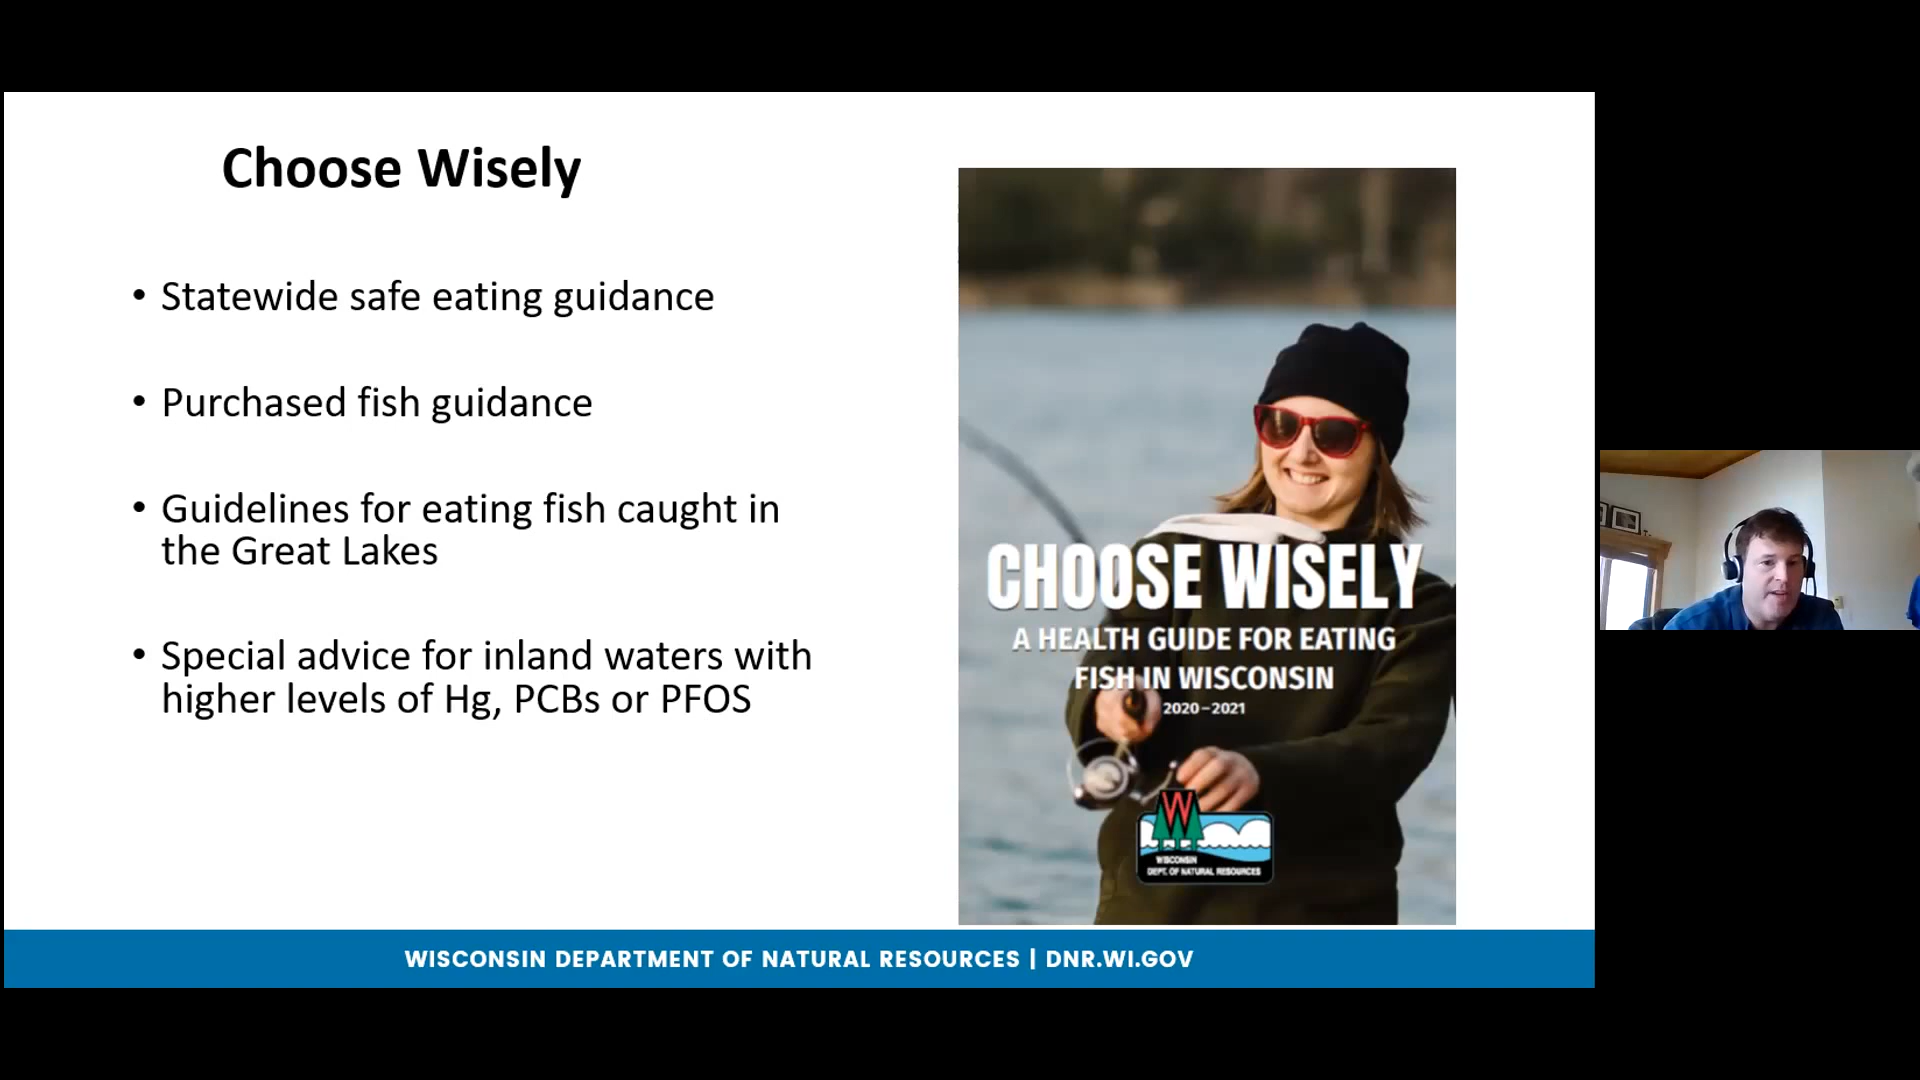 Choose Wisely
• Statewide safe eating guidance
• Purchased fish guidance
• Guidelines for eating fish caught in
the Great Lakes
• Special advice for inland waters with
higher levels of Hg, PCBs or PFOS
CHOOSE WISELY
A HEALTH GUIDE FOR EATING
FISH IN WISCONSIN
2020–2021
W
WISCONSIN
DEPT. OF NATURAL RESOURCES
WISCONSIN DEPARTMENT OF NATURAL RESOURCES | DNR.WI.GOV